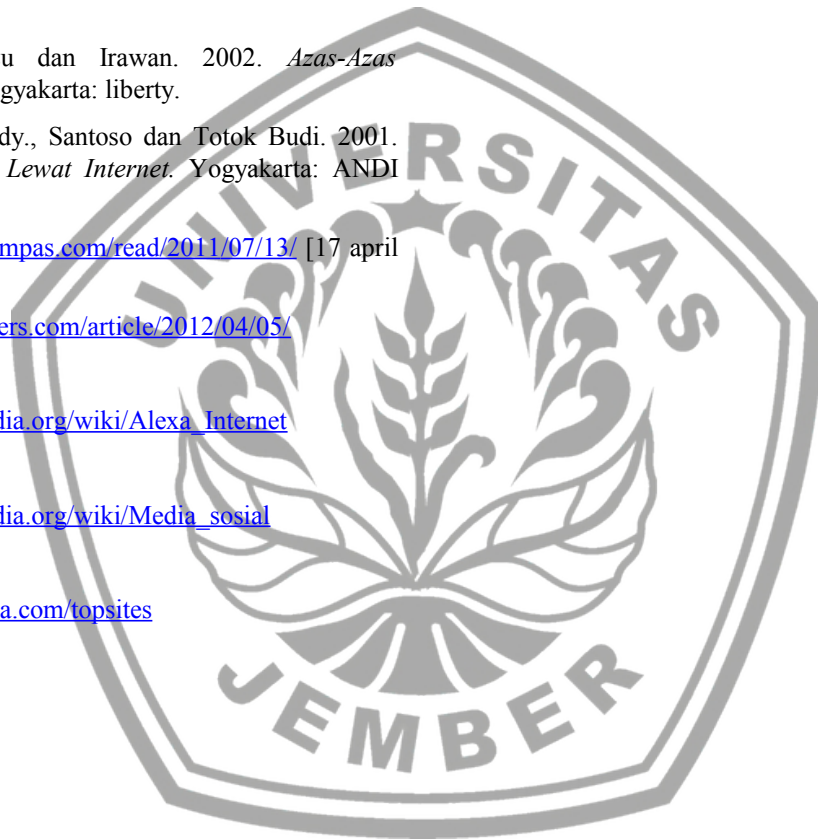 u dan Irawan. 2002. Azas-Azas
gyakarta: liberty.
dy., Santoso dan Totok Budi. 2001.
Lewat Internet. Yogyakarta: ANDI
mpas.com/read/2011/07/13/ [17 april
ers.com/article/2012/04/05/
dia.org/wiki/Alexa_Internet
dia.org/wiki/Media_sosial
a.com/topsites
UNIVERSITAS
JEMBER